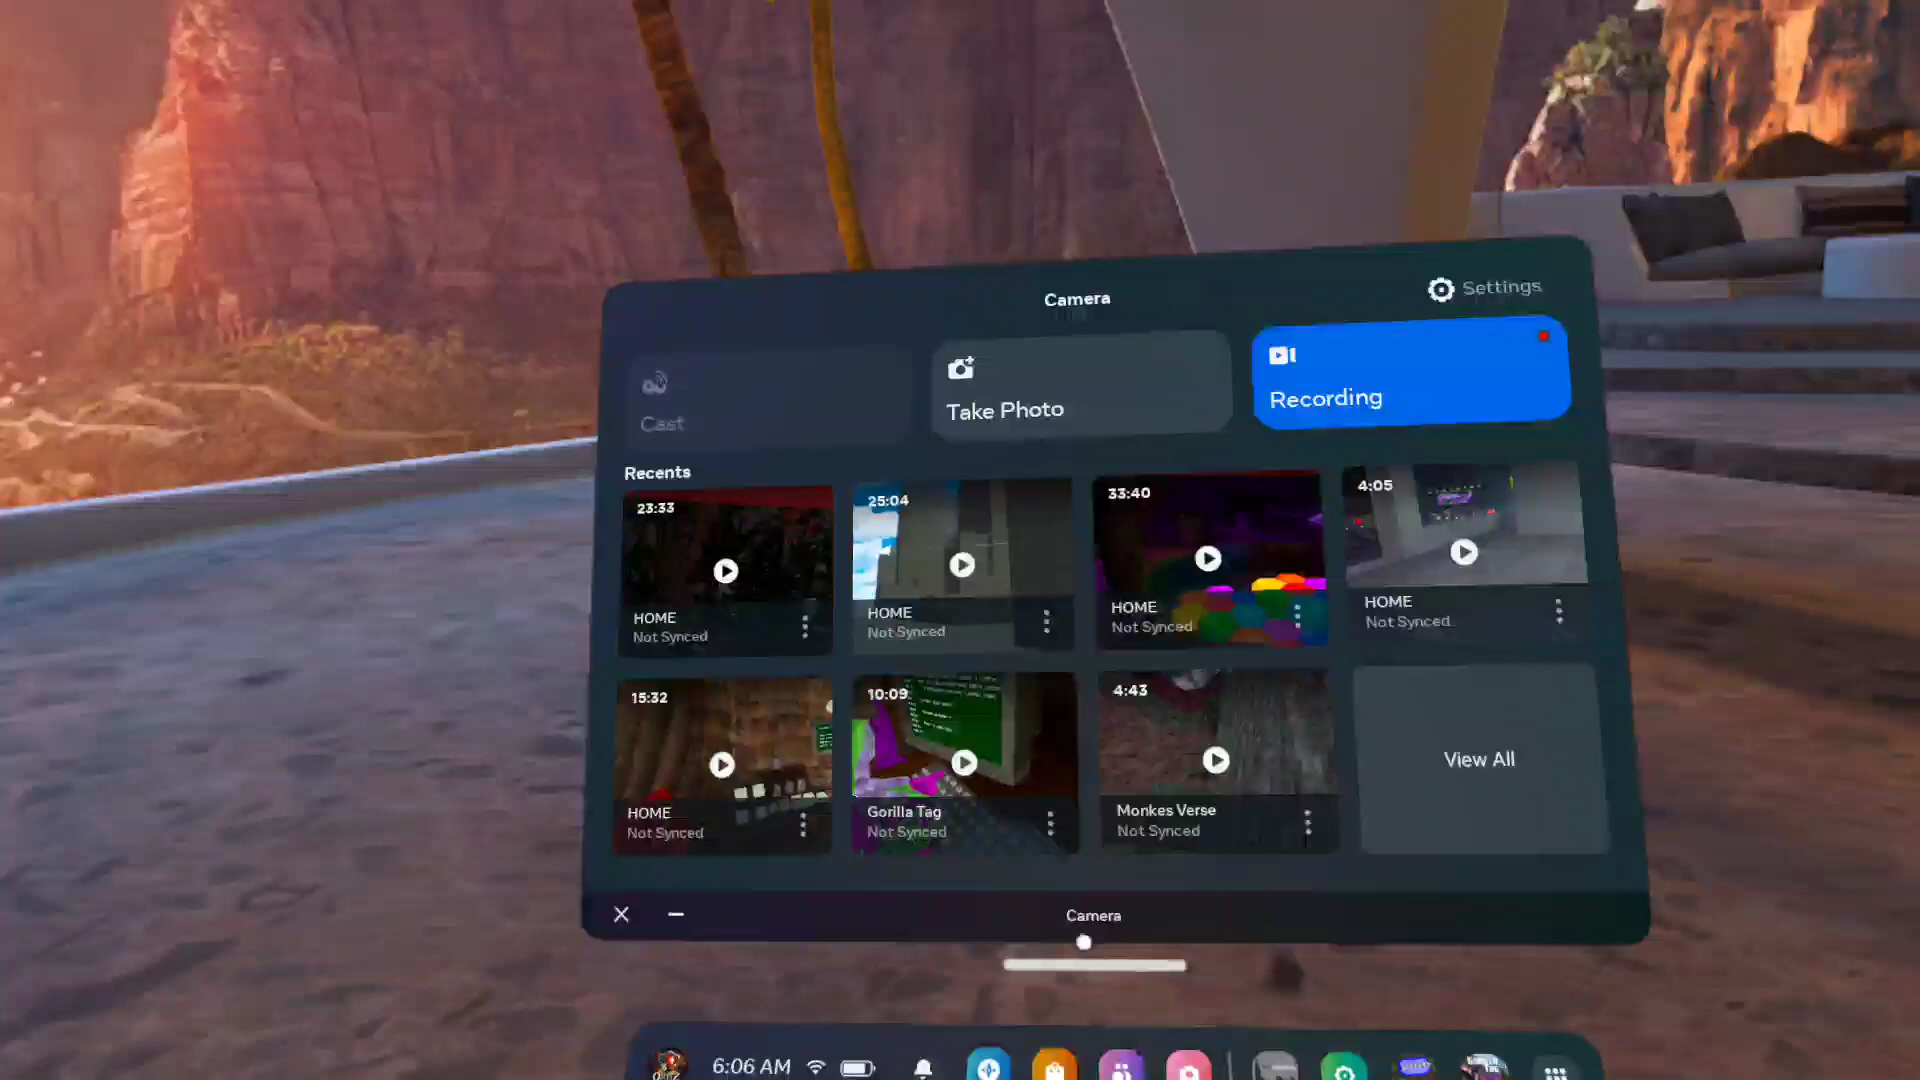 Camera
Settings
Cast
Take Photo
Recording
Recents
23:33
25:04
33:40
4:05
HOME
Not Synced
HOME
Not Synced
HOME
Not Synced
HOME
Not Synced
15:32
10:09
4:43
View All
HOME
Not Synced
Gorilla Tag
Not Synced
Monkes Verse
Not Synced
Camera
6:06 AM